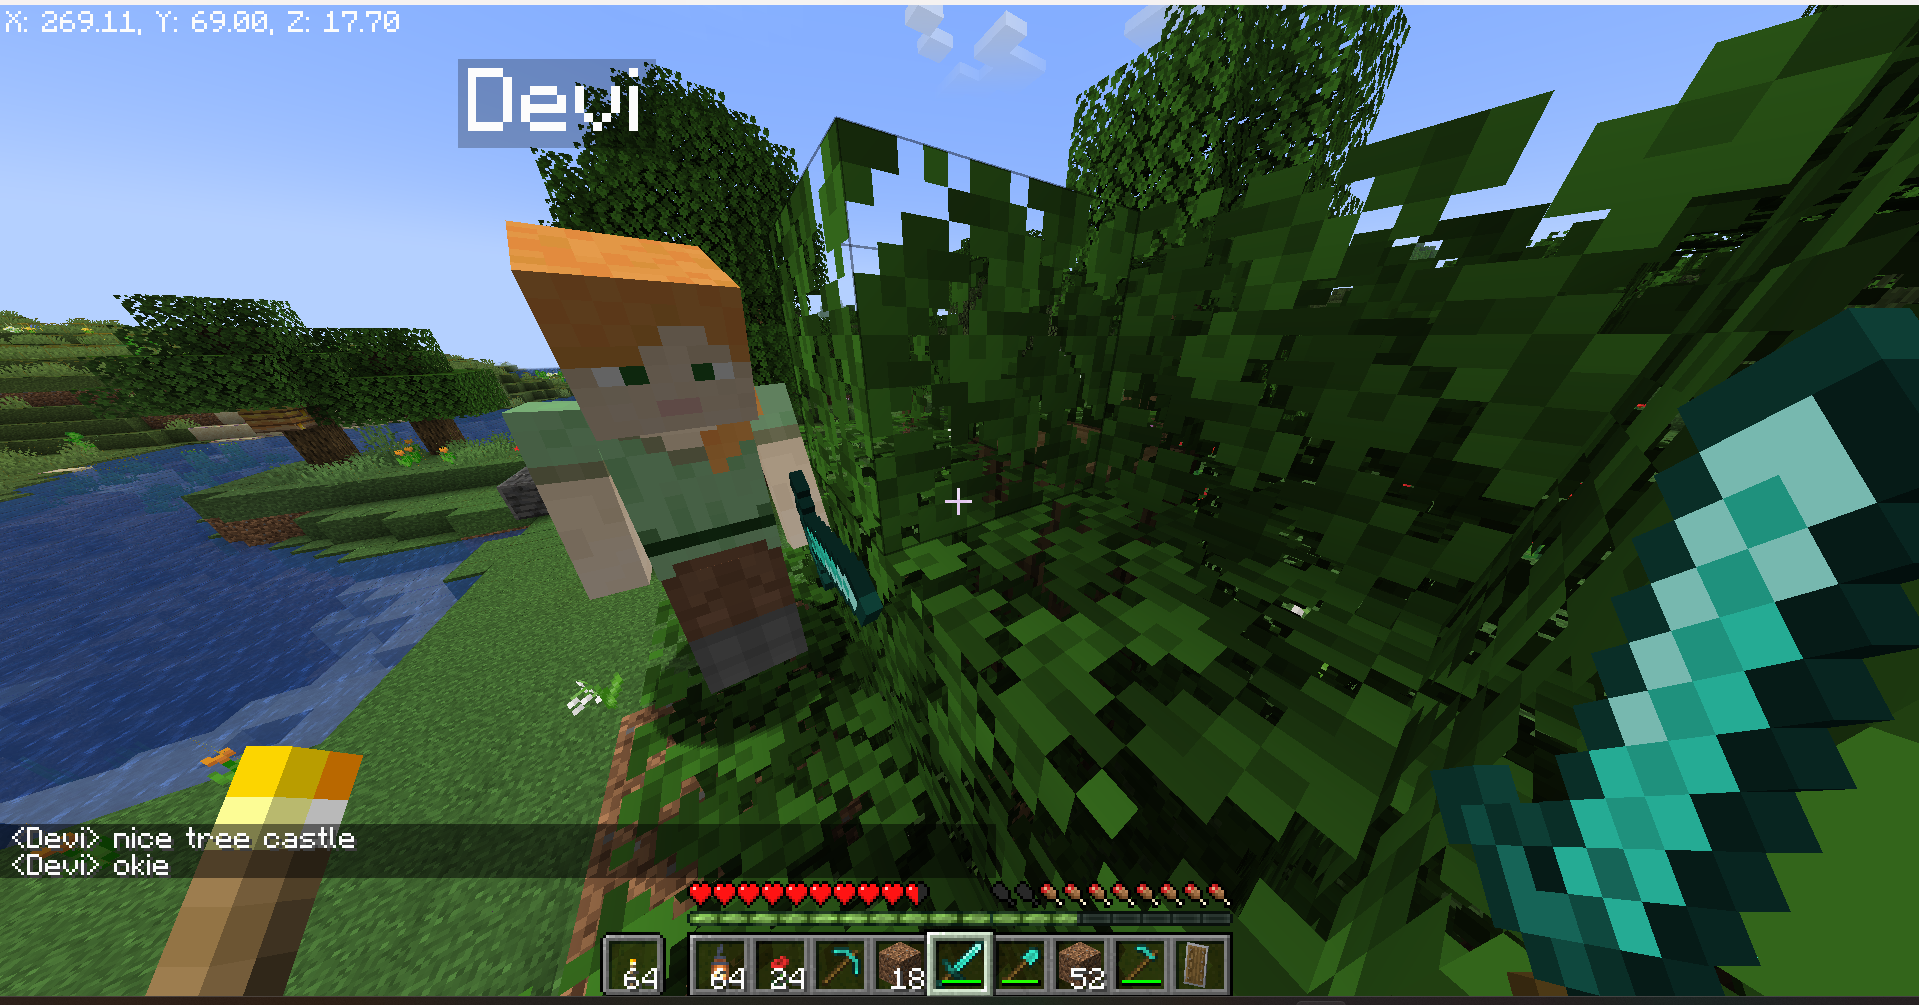 X: 269.11, Y: 69.00, Z: 17.70
Devi
<Devi> nice tree castle
<Devi> okie
64 64 24 18 52